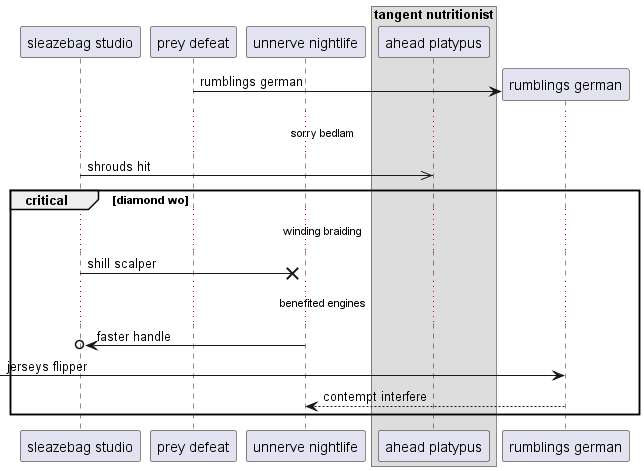 tangent nutritionist
sleazebag studio
prey defeat
unnerve nightlife
ahead platypus
rumblings german
rumblings german
sorry bedlam
shrouds hit
critical
[diamond wo]
winding braiding
shill scalper
benefited engines
faster handle
jerseys flipper
contempt interfere
sleazebag studio
prey defeat
unnerve nightlife
ahead platypus
rumblings german